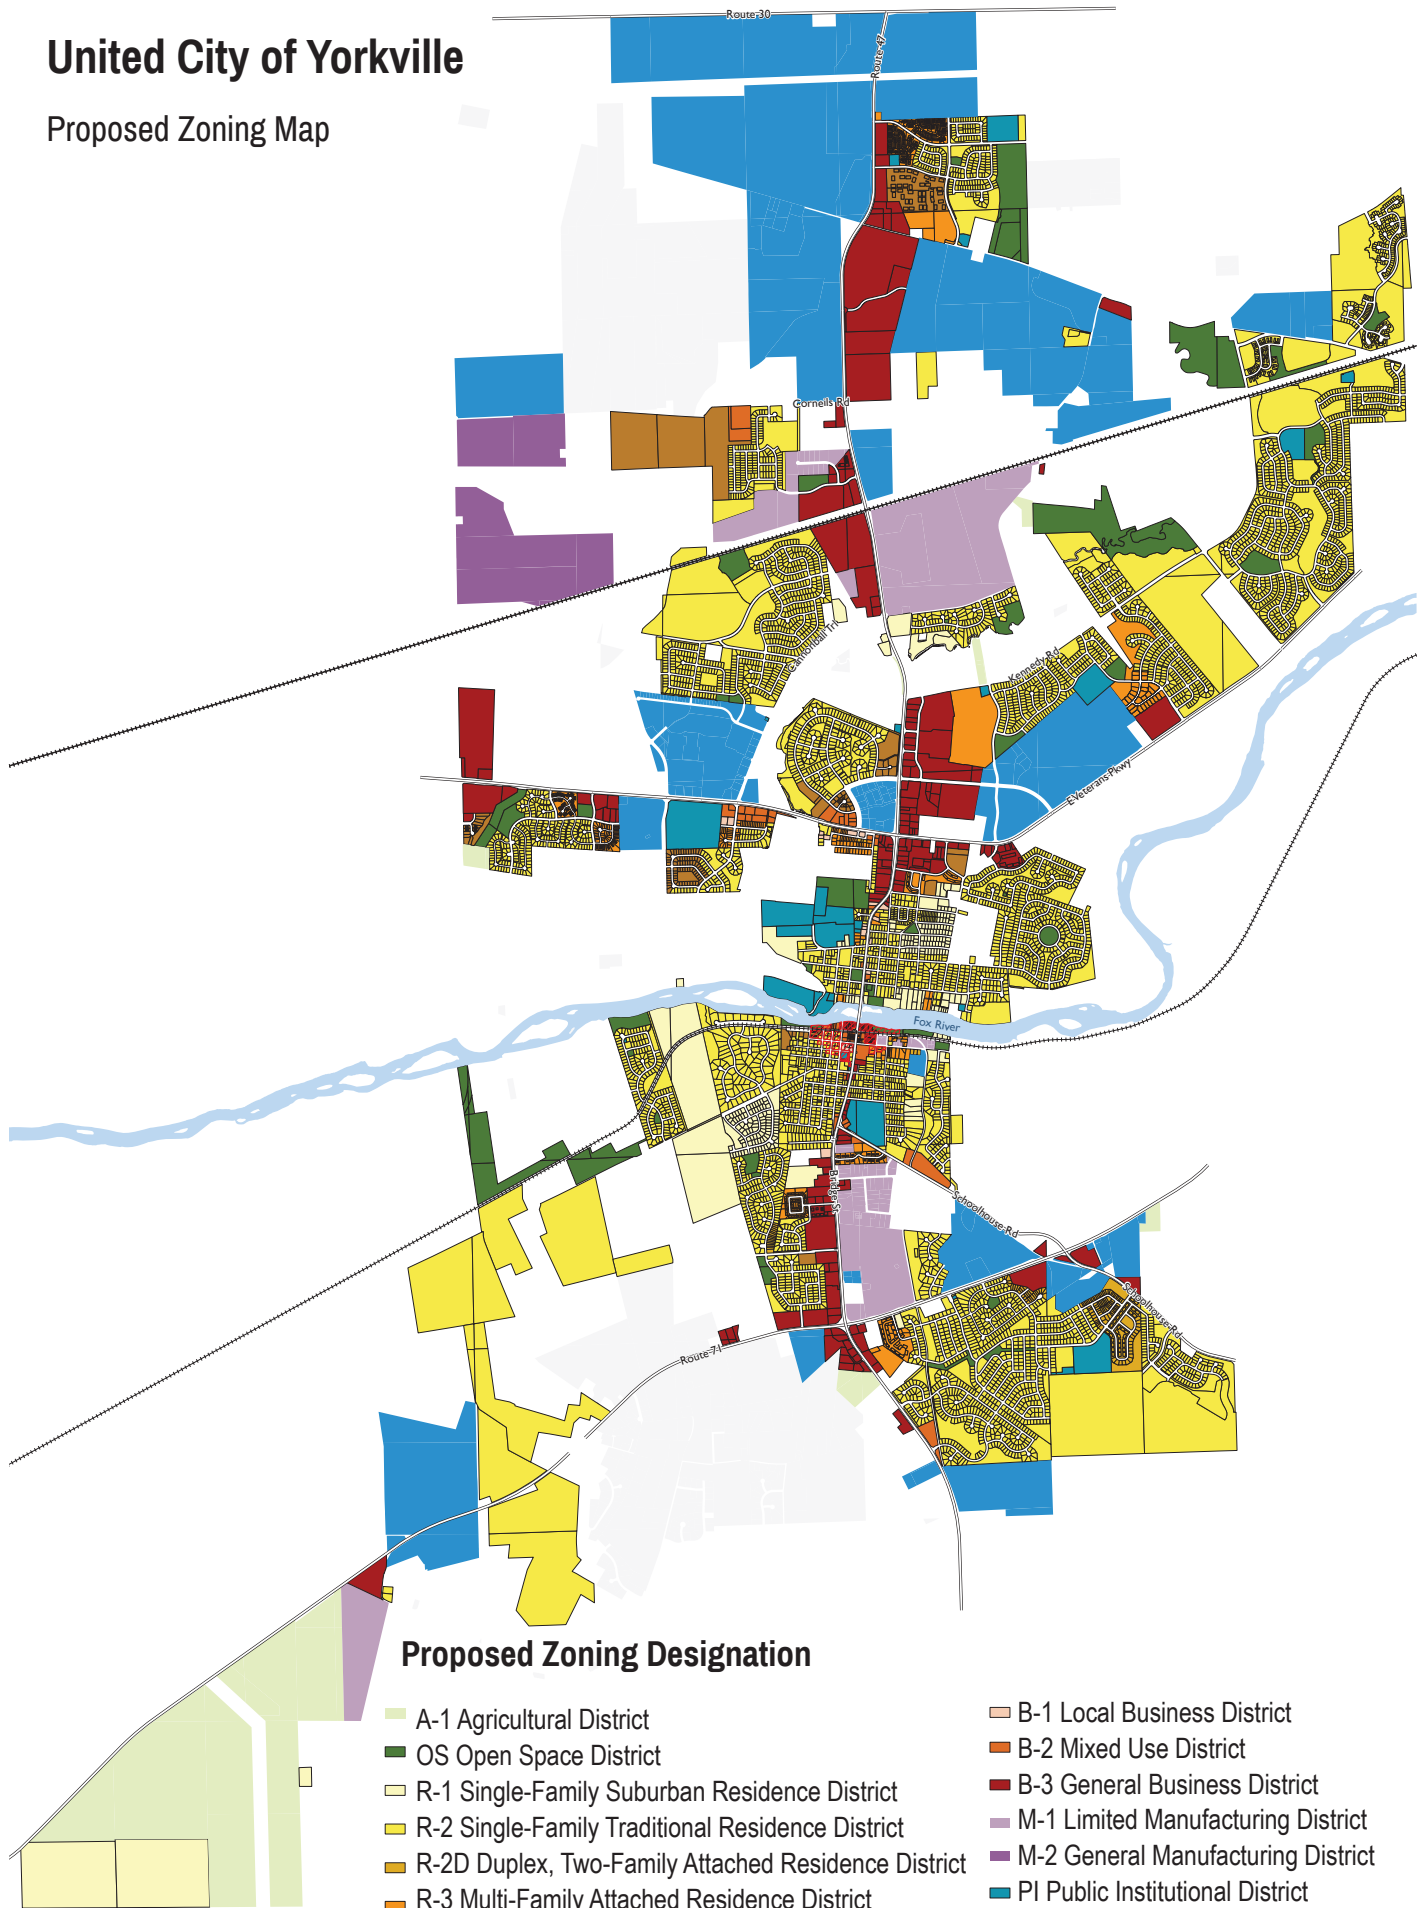 Route 30
United City of Yorkville
Route 47
Proposed Zoning Map
Corneils Rd
Cannonball Trl
Kennedy Rd
E Veterans Pkwy
Fox River
Bridge St
Schoolhouse Rd
Schoolhouse Rd
Route 71
Proposed Zoning Designation
A-1 Agricultural District
OS Open Space District
R-1 Single-Family Suburban Residence District
R-2 Single-Family Traditional Residence District
R-2D Duplex, Two-Family Attached Residence District
R-3 Multi-Family Attached Residence District
B-1 Local Business District
B-2 Mixed Use District
B-3 General Business District
M-1 Limited Manufacturing District
M-2 General Manufacturing District
PI Public Institutional District